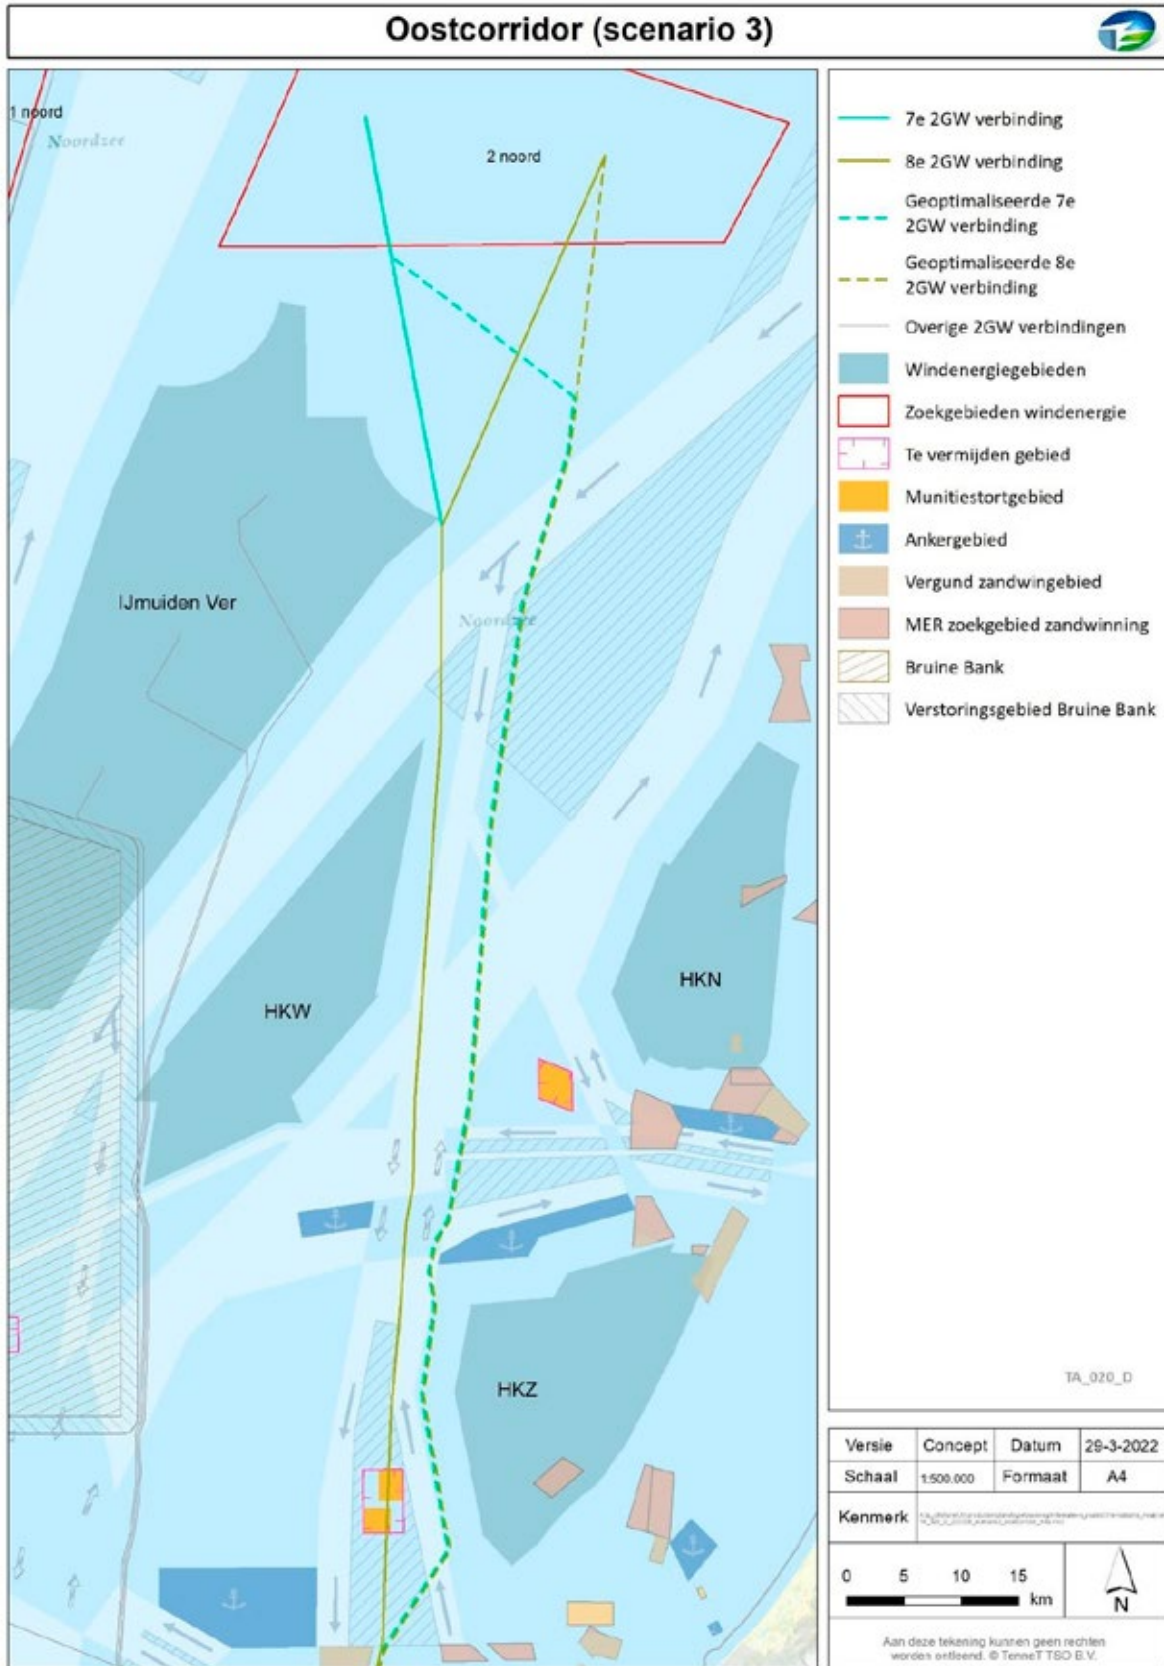 Oostcorridor (scenario 3)
1 noord
Noordzee
2 noord
IJmuiden Ver
Noordzee
HKW
HKN
HKZ
7e 2GW verbinding
8e 2GW verbinding
Geoptimaliseerde 7e
2GW verbinding
Geoptimaliseerde 8e
2GW verbinding
Overige 2GW verbindingen
Windenergiegebieden
Zoekgebieden windenergie
Te vermijden gebied
Munitiestortgebied
Ankergebied
Vergund zandwingebied
MER zoekgebied zandwinning
Bruine Bank
Verstoringsgebied Bruine Bank
TA_020_D
Versie Concept Datum 29-3-2022
Schaal 1:500.000 Formaat A4
Kenmerk
0 5 10 15
km
N
Aan deze tekening kunnen geen rechten
worden ontleend. © TenneT TSO B.V.